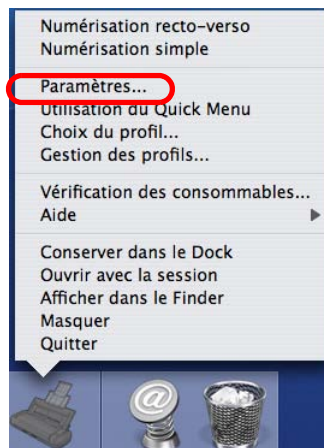 Numérisation recto-verso
Numérisation simple
Paramètres...
Utilisation du Quick Menu
Choix du profil...
Gestion des profils...
Vérification des consommables...
Aide
Conserver dans le Dock
Ouvrir avec la session
Afficher dans le Finder
Masquer
Quitter
@